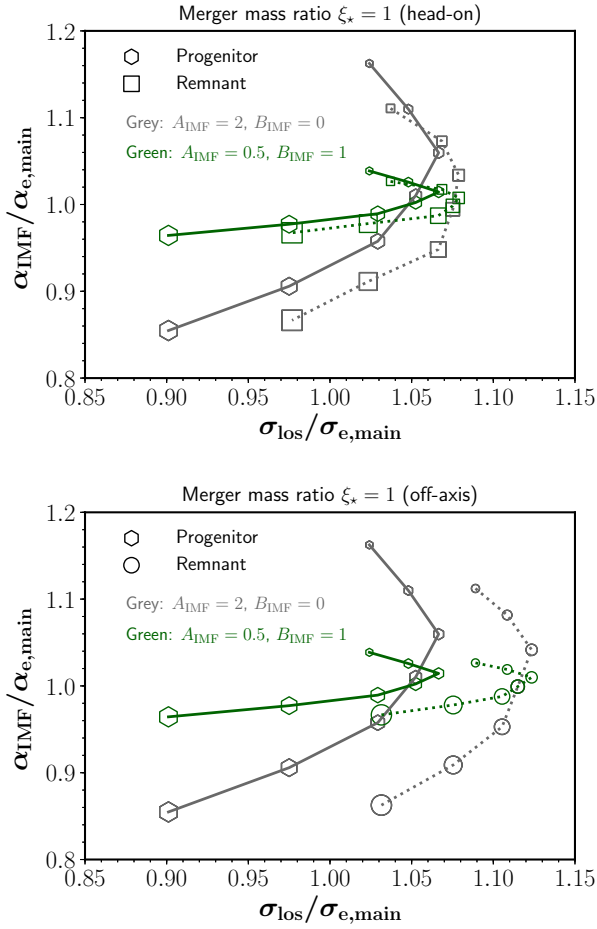 Merger mass ratio ξ⋆ = 1 (head-on)
1.2
1.1
1.0
0.9
0.8
α_IMF/α_e,main
Progenitor
Remnant
Grey: A_IMF = 2, B_IMF = 0
Green: A_IMF = 0.5, B_IMF = 1
0.85 0.90 0.95 1.00 1.05 1.10 1.15
σ_los/σ_e,main
Merger mass ratio ξ⋆ = 1 (off-axis)
1.2
1.1
1.0
0.9
0.8
α_IMF/α_e,main
Progenitor
Remnant
Grey: A_IMF = 2, B_IMF = 0
Green: A_IMF = 0.5, B_IMF = 1
0.85 0.90 0.95 1.00 1.05 1.10 1.15
σ_los/σ_e,main